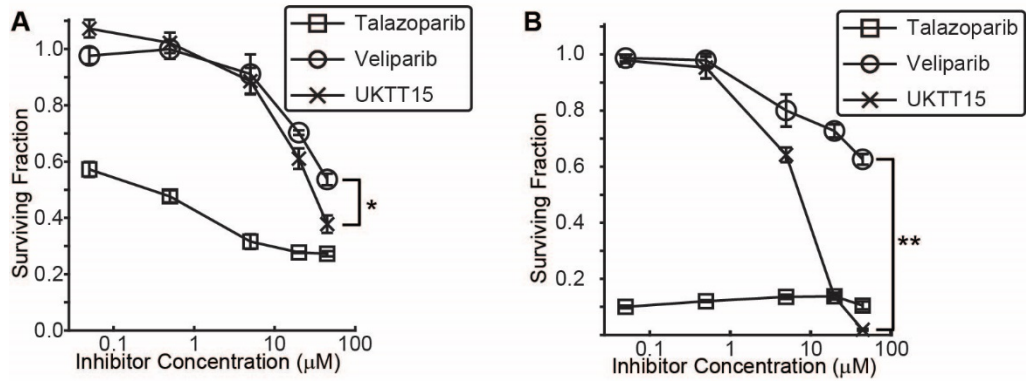 A
Talazoparib
Veliparib
UKTT15
Surviving Fraction
1.0
0.8
0.6
0.4
0.2
0.0
*
0.1
1
10
100
Inhibitor Concentration (μM)
B
Talazoparib
Veliparib
UKTT15
Surviving Fraction
1.0
0.8
0.6
0.4
0.2
**
0.1
1
10
100
Inhibitor Concentration (μM)